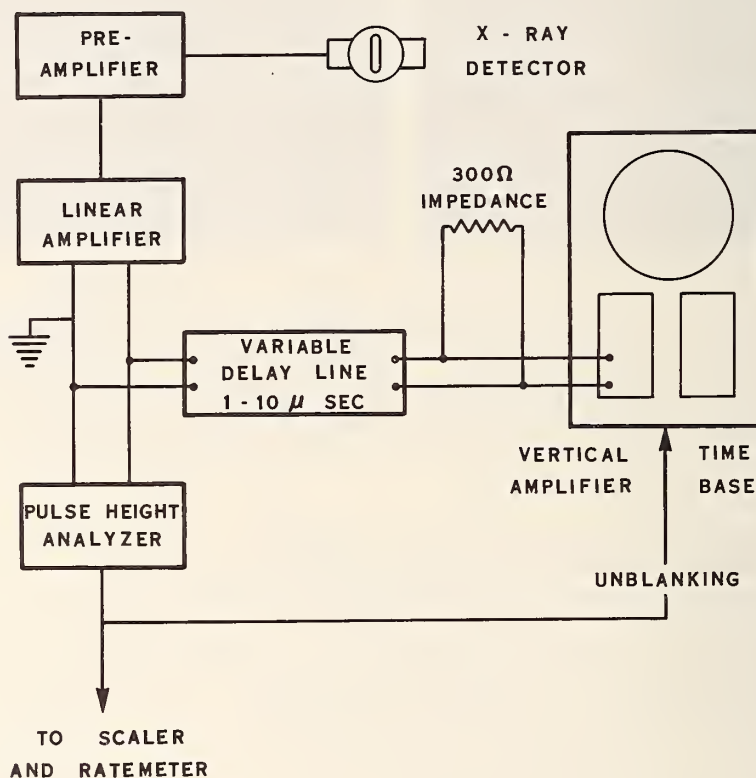 PRE-
AMPLIFIER
X - RAY
DETECTOR
LINEAR
AMPLIFIER
300Ω
IMPEDANCE
VARIABLE
DELAY LINE
1 - 10 μ SEC
VERTICAL
AMPLIFIER
TIME
BASE
PULSE HEIGHT
ANALYZER
UNBLANKING
TO SCALER
AND RATEMETER